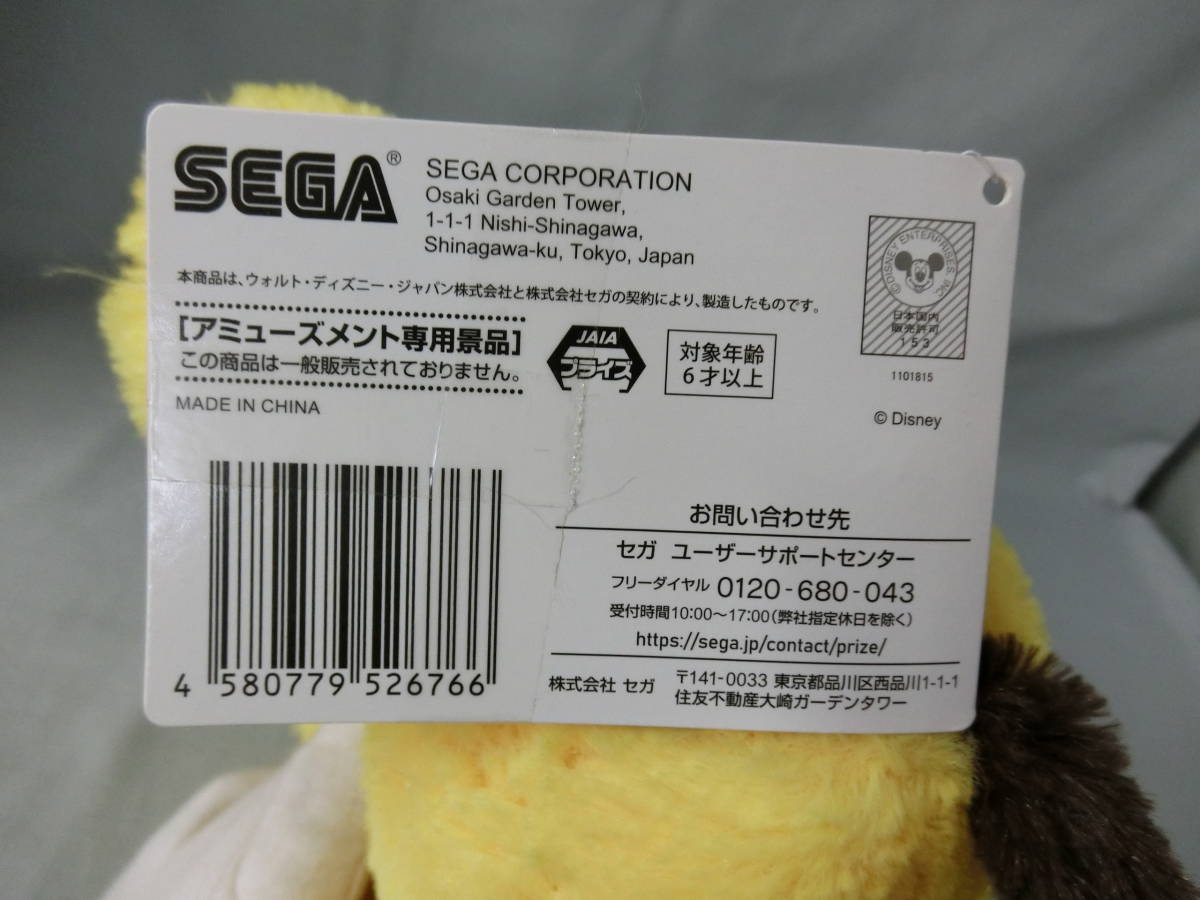 SEGA®
SEGA CORPORATION
Osaki Garden Tower,
1-1-1 Nishi-Shinagawa,
Shinagawa-ku, Tokyo, Japan
本商品は、ウォルト・ディズニー・ジャパン株式会社と株式会社セガの契約により、製造したものです。
[アミューズメント専用景品]
この商品は一般販売されておりません。
MADE IN CHINA
JAIA
プライズ
対象年齢
6才以上
©DISNEY ENTERPRISES, INC
日本国内
販売許可
153
1101815
© Disney
4 580779 526766
お問い合わせ先
セガ ユーザーサポートセンター
フリーダイヤル 0120-680-043
受付時間10:00～17:00(弊社指定休日を除く)
https://sega.jp/contact/prize/
株式会社 セガ 〒141-0033 東京都品川区西品川1-1-1
住友不動産大崎ガーデンタワー